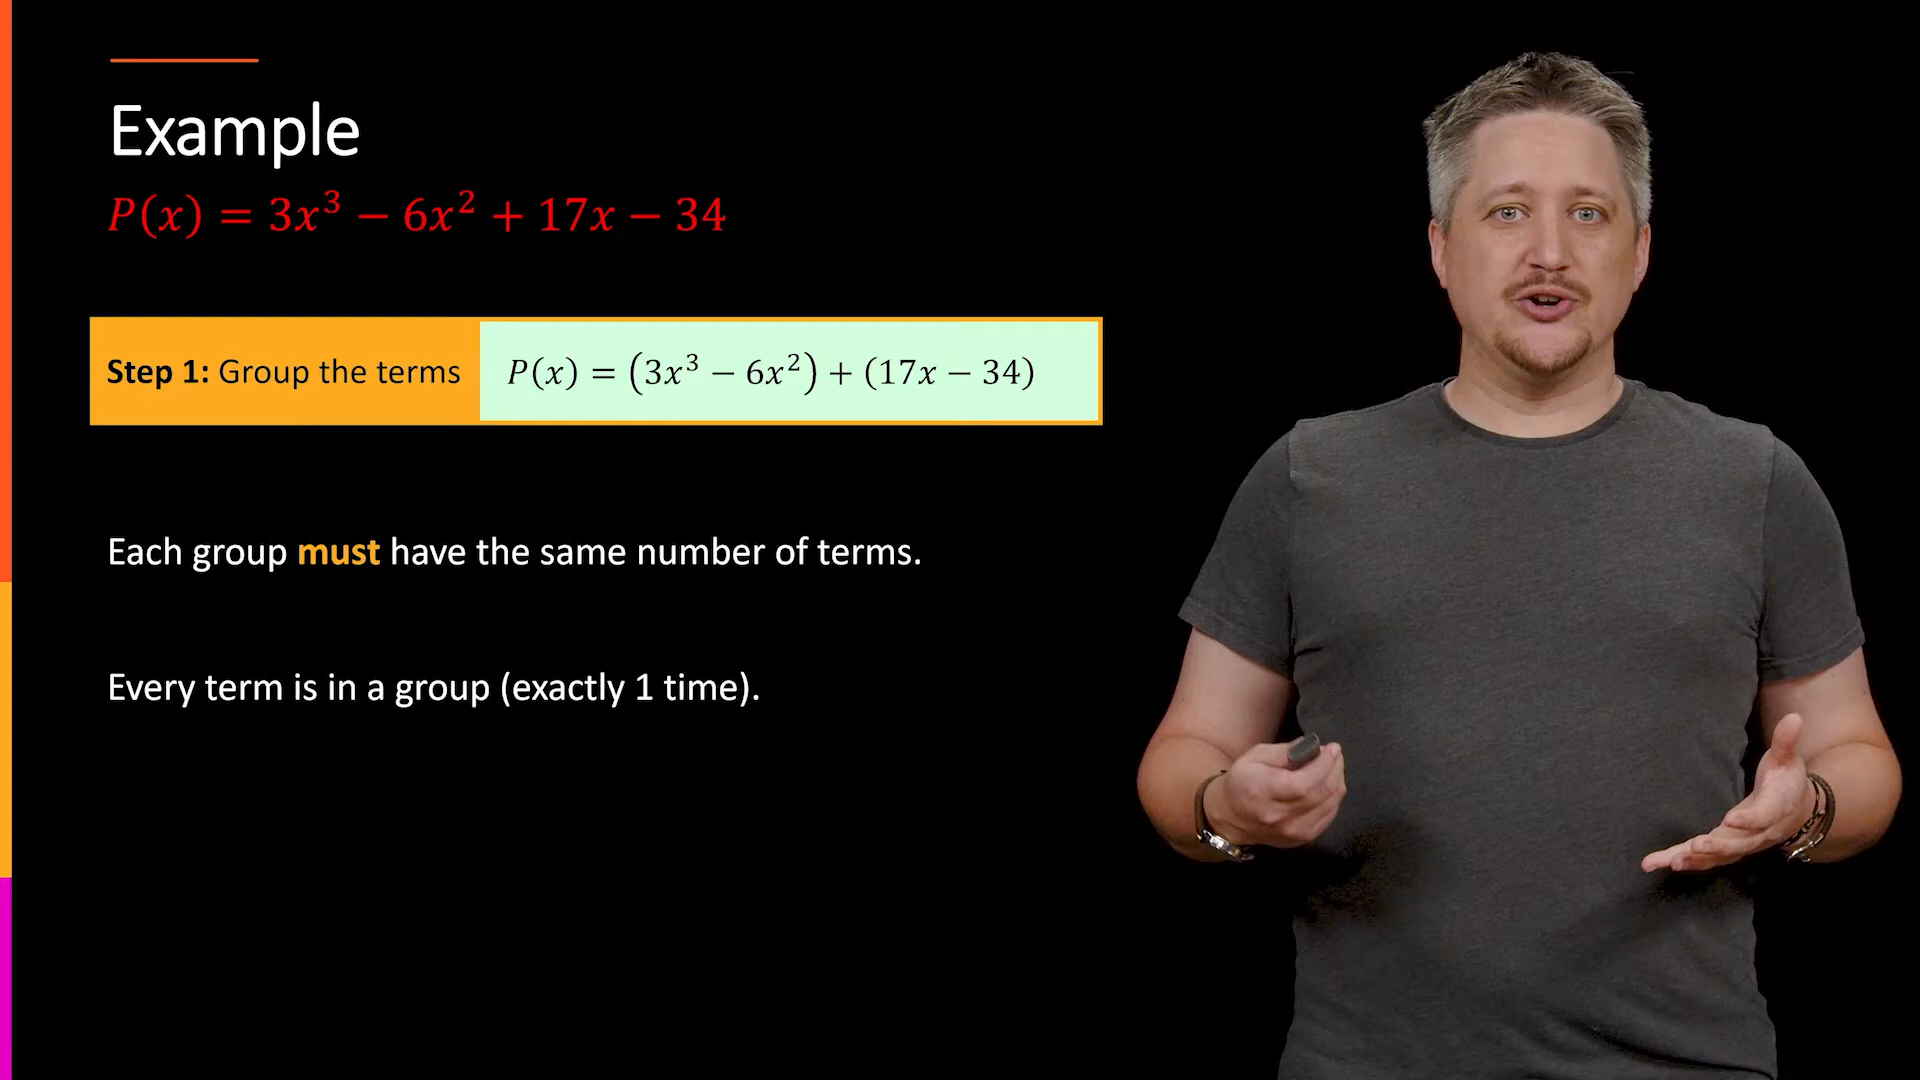 Example
P(x) = 3x³ − 6x² + 17x − 34
Step 1: Group the terms P(x) = (3x³ − 6x²) + (17x − 34)
Each group must have the same number of terms.
Every term is in a group (exactly 1 time).